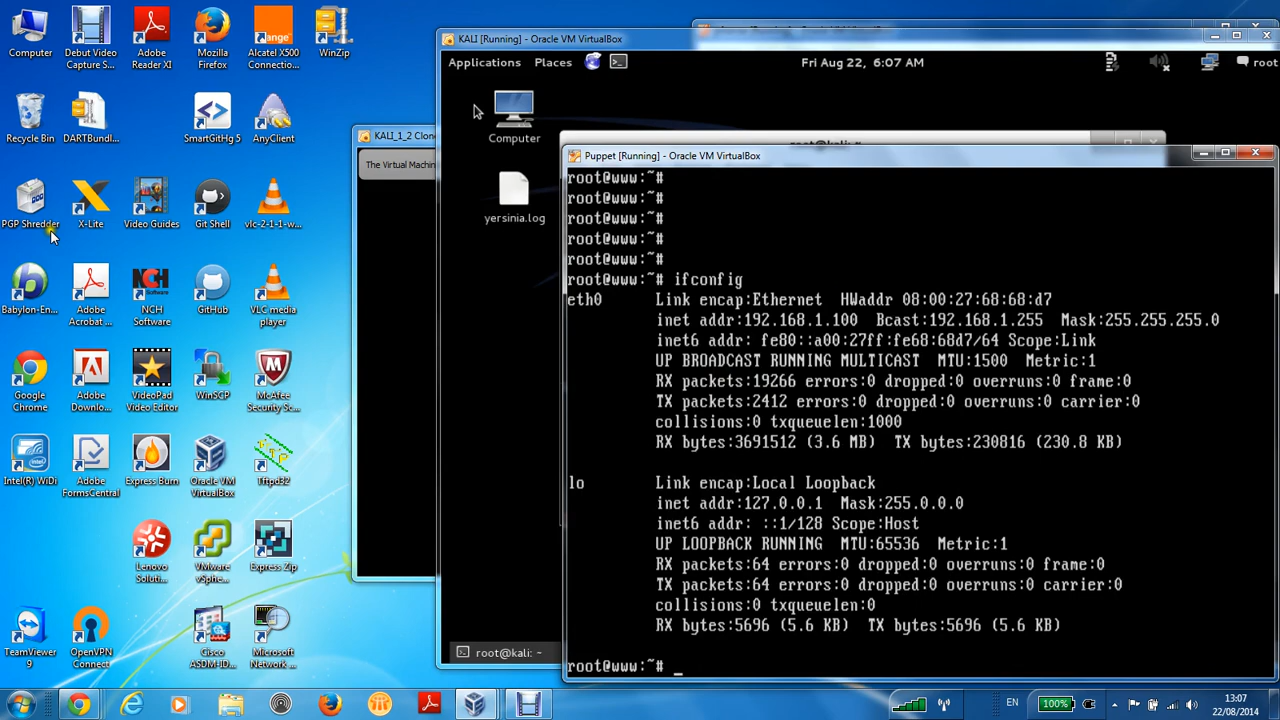 Computer
Debut Video
Capture S...
Adobe
Reader XI
Mozilla
Firefox
Alcatel X500
Connectio...
WinZip
Recycle Bin
DARTBundl...
SmartGitHg 5
AnyClient
PGP Shredder
X-Lite
Video Guides
Git Shell
vlc-2-1-1-w...
Babylon-En...
Adobe
Acrobat ...
NCH
Software
GitHub
VLC media
player
Google
Chrome
Adobe
Downlo...
VideoPad
Video Editor
WinSCP
McAfee
Security Sc...
Intel(R) WiDi
Adobe
FormsCentral
Express Burn
Oracle VM
VirtualBox
Tftpd32
Lenovo
Soluti...
VMware
vSphe...
Express Zip
TeamViewer
9
OpenVPN
Connect
Cisco
ASDM-ID...
Microsoft
Network ...
KALI_1_2 Clone
The Virtual Machin
KALI [Running] - Oracle VM VirtualBox
Applications Places
Fri Aug 22, 6:07 AM
root
Computer
yersinia.log
root@kali: ~
Puppet [Running] - Oracle VM VirtualBox
root@www:~#
root@www:~#
root@www:~#
root@www:~#
root@www:~#
root@www:~# ifconfig
eth0 Link encap:Ethernet HWaddr 08:00:27:68:68:d7
inet addr:192.168.1.100 Bcast:192.168.1.255 Mask:255.255.255.0
inet6 addr: fe80::a00:27ff:fe68:68d7/64 Scope:Link
UP BROADCAST RUNNING MULTICAST MTU:1500 Metric:1
RX packets:19266 errors:0 dropped:0 overruns:0 frame:0
TX packets:2412 errors:0 dropped:0 overruns:0 carrier:0
collisions:0 txqueuelen:1000
RX bytes:3691512 (3.6 MB) TX bytes:230816 (230.8 KB)
lo Link encap:Local Loopback
inet addr:127.0.0.1 Mask:255.0.0.0
inet6 addr: ::1/128 Scope:Host
UP LOOPBACK RUNNING MTU:65536 Metric:1
RX packets:64 errors:0 dropped:0 overruns:0 frame:0
TX packets:64 errors:0 dropped:0 overruns:0 carrier:0
collisions:0 txqueuelen:0
RX bytes:5696 (5.6 KB) TX bytes:5696 (5.6 KB)
root@www:~# _
EN
100%
13:07
22/08/2014